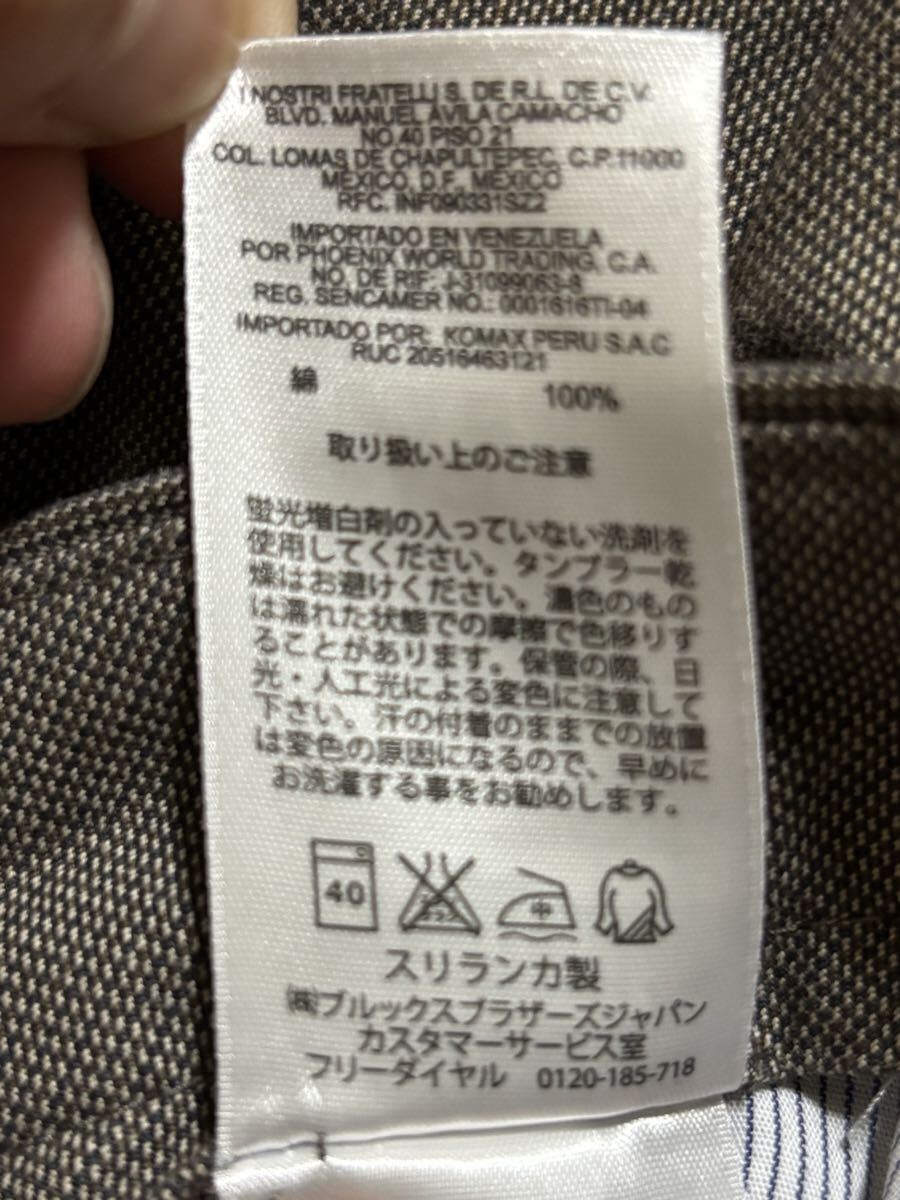 I NOSTRI FRATELLI S. DE R.L. DE C.V.
BLVD. MANUEL AVILA CAMACHO
NO 40 PISO 21
COL. LOMAS DE CHAPULTEPEC, C.P. 11000
MEXICO, D.F., MEXICO
RFC. INF090331SZ2
IMPORTADO EN VENEZUELA
POR PHOENIX WORLD TRADING, C.A.
NO. DE RIF: J-31099063-8
REG. SENCAMER NO.: 0001616TI-04
IMPORTADO POR: KOMAX PERU S.A.C
RUC 20516463121
綿 100%
取り扱い上のご注意
蛍光増白剤の入っていない洗剤を
使用してください。タンブラー乾
燥はお避けください。濃色のもの
は濡れた状態での摩擦で色移りす
ることがあります。保管の際、日
光・人工光による変色に注意して
下さい。汗の付着のままでの放置
は変色の原因になるので、早めに
お洗濯する事をお勧めします。
40 エンソ 中
スリランカ製
㈱ブルックスブラザーズジャパン
カスタマーサービス室
フリーダイヤル 0120-185-718